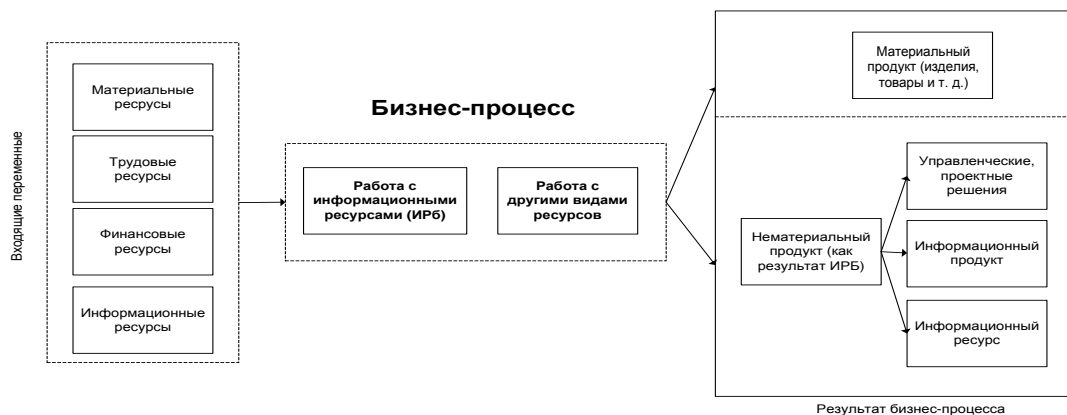 Входящие переменные
Материальные
ресрусы
Трудовые
ресурсы
Финансовые
ресурсы
Информационные
ресурсы
Бизнес-процесс
Работа с
информационными
ресурсами (ИРб)
Работа с
другими видами
ресурсов
Материальный
продукт (изделия,
товары и т. д.)
Нематериальный
продукт (как
результат ИРБ)
Управленческие,
проектные
решения
Информационный
продукт
Информационный
ресурс
Результат бизнес-процесса